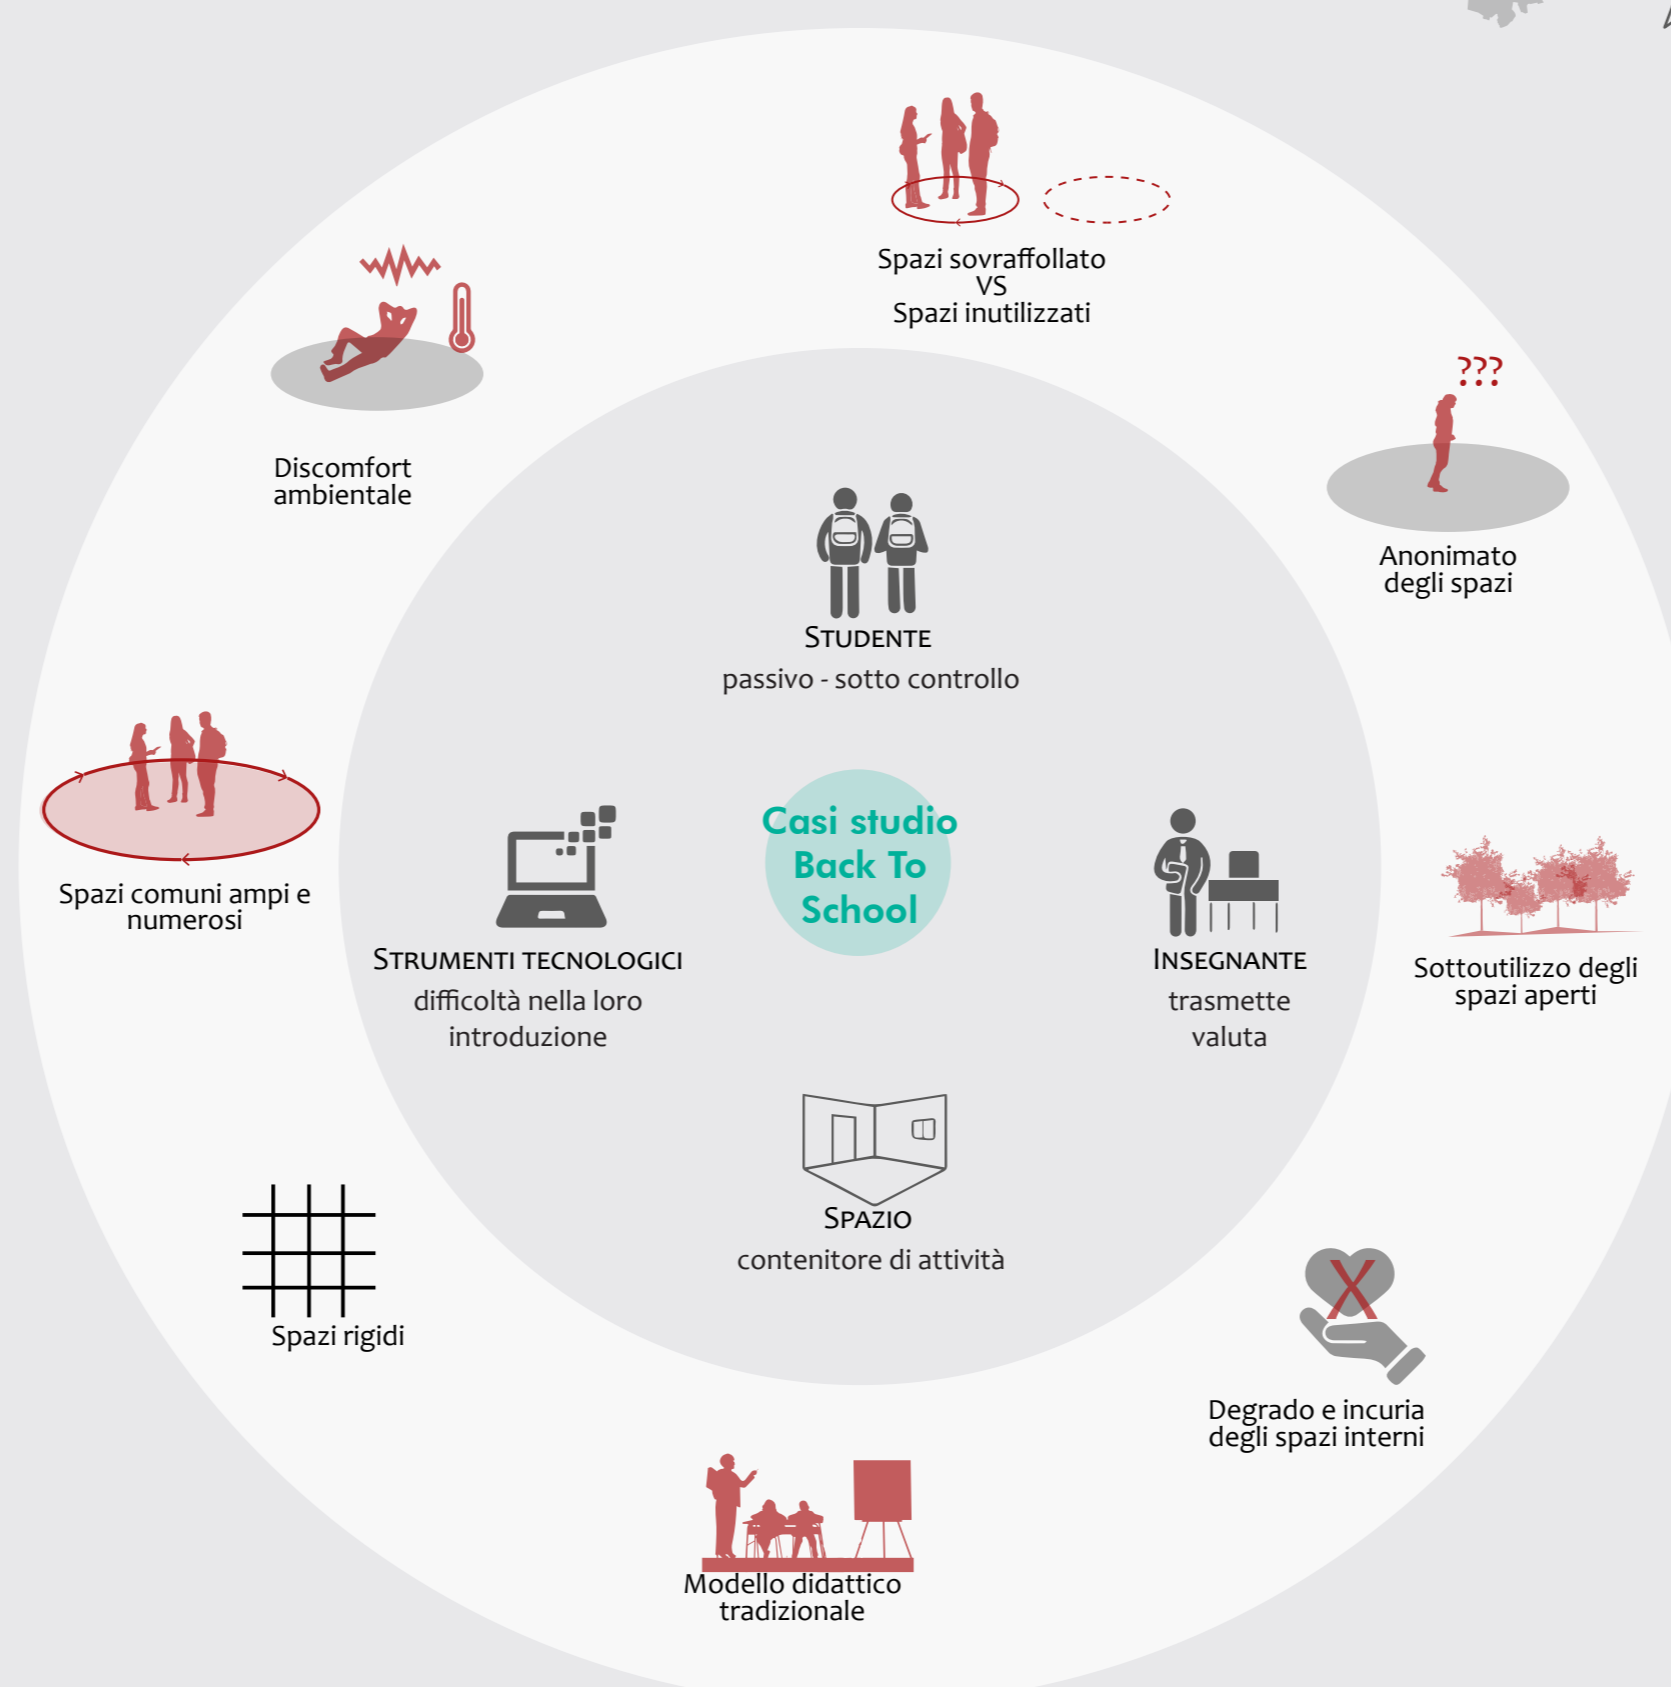 Spazi sovraffollato
VS
Spazi inutilizzati
???
Anonimato
degli spazi
Discomfort
ambientale
STUDENTE
passivo - sotto controllo
Casi studio
Back To
School
Spazi comuni ampi e
numerosi
STRUMENTI TECNOLOGICI
difficoltà nella loro
introduzione
INSEGNANTE
trasmette
valuta
Sottoutilizzo degli
spazi aperti
SPAZIO
contenitore di attività
Spazi rigidi
X
Degrado e incuria
degli spazi interni
Modello didattico
tradizionale